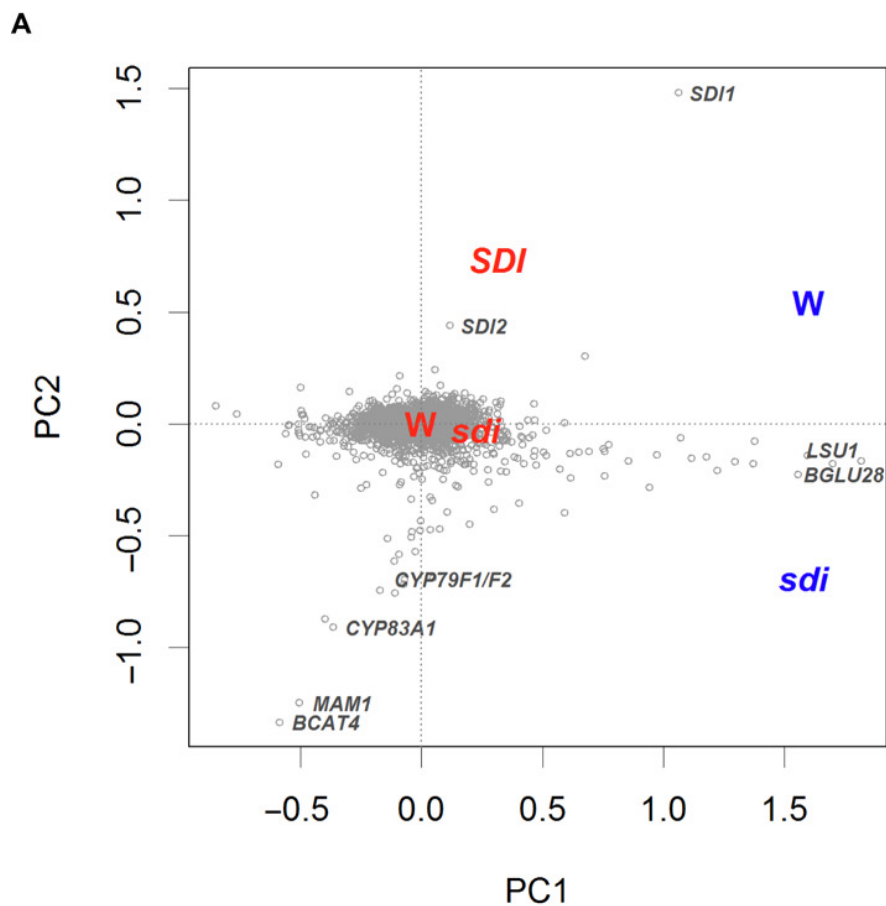 A
1.5
SDI1
1.0
SDI
W
0.5
SDI2
PC2
0.0
W
sdi
LSU1
BGLU28
−0.5
CYP79F1/F2
sdi
CYP83A1
−1.0
MAM1
BCAT4
−0.5 0.0 0.5 1.0 1.5
PC1